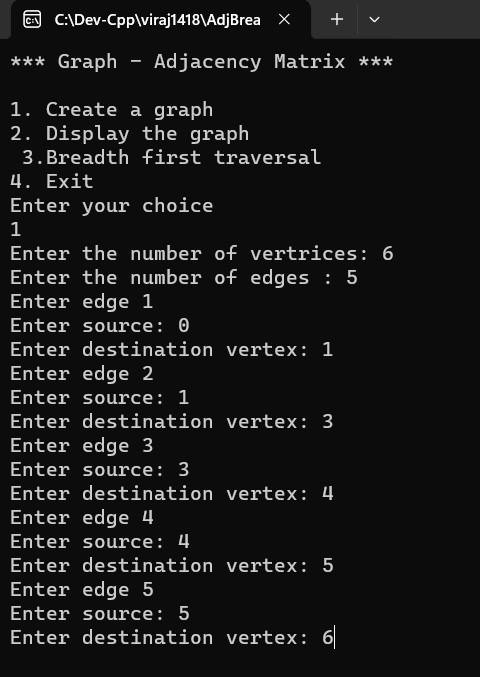 C:\Dev-Cpp\viraj1418\AdjBrea
*** Graph – Adjacency Matrix ***
1. Create a graph
2. Display the graph
 3.Breadth first traversal
4. Exit
Enter your choice
1
Enter the number of vertrices: 6
Enter the number of edges : 5
Enter edge 1
Enter source: 0
Enter destination vertex: 1
Enter edge 2
Enter source: 1
Enter destination vertex: 3
Enter edge 3
Enter source: 3
Enter destination vertex: 4
Enter edge 4
Enter source: 4
Enter destination vertex: 5
Enter edge 5
Enter source: 5
Enter destination vertex: 6